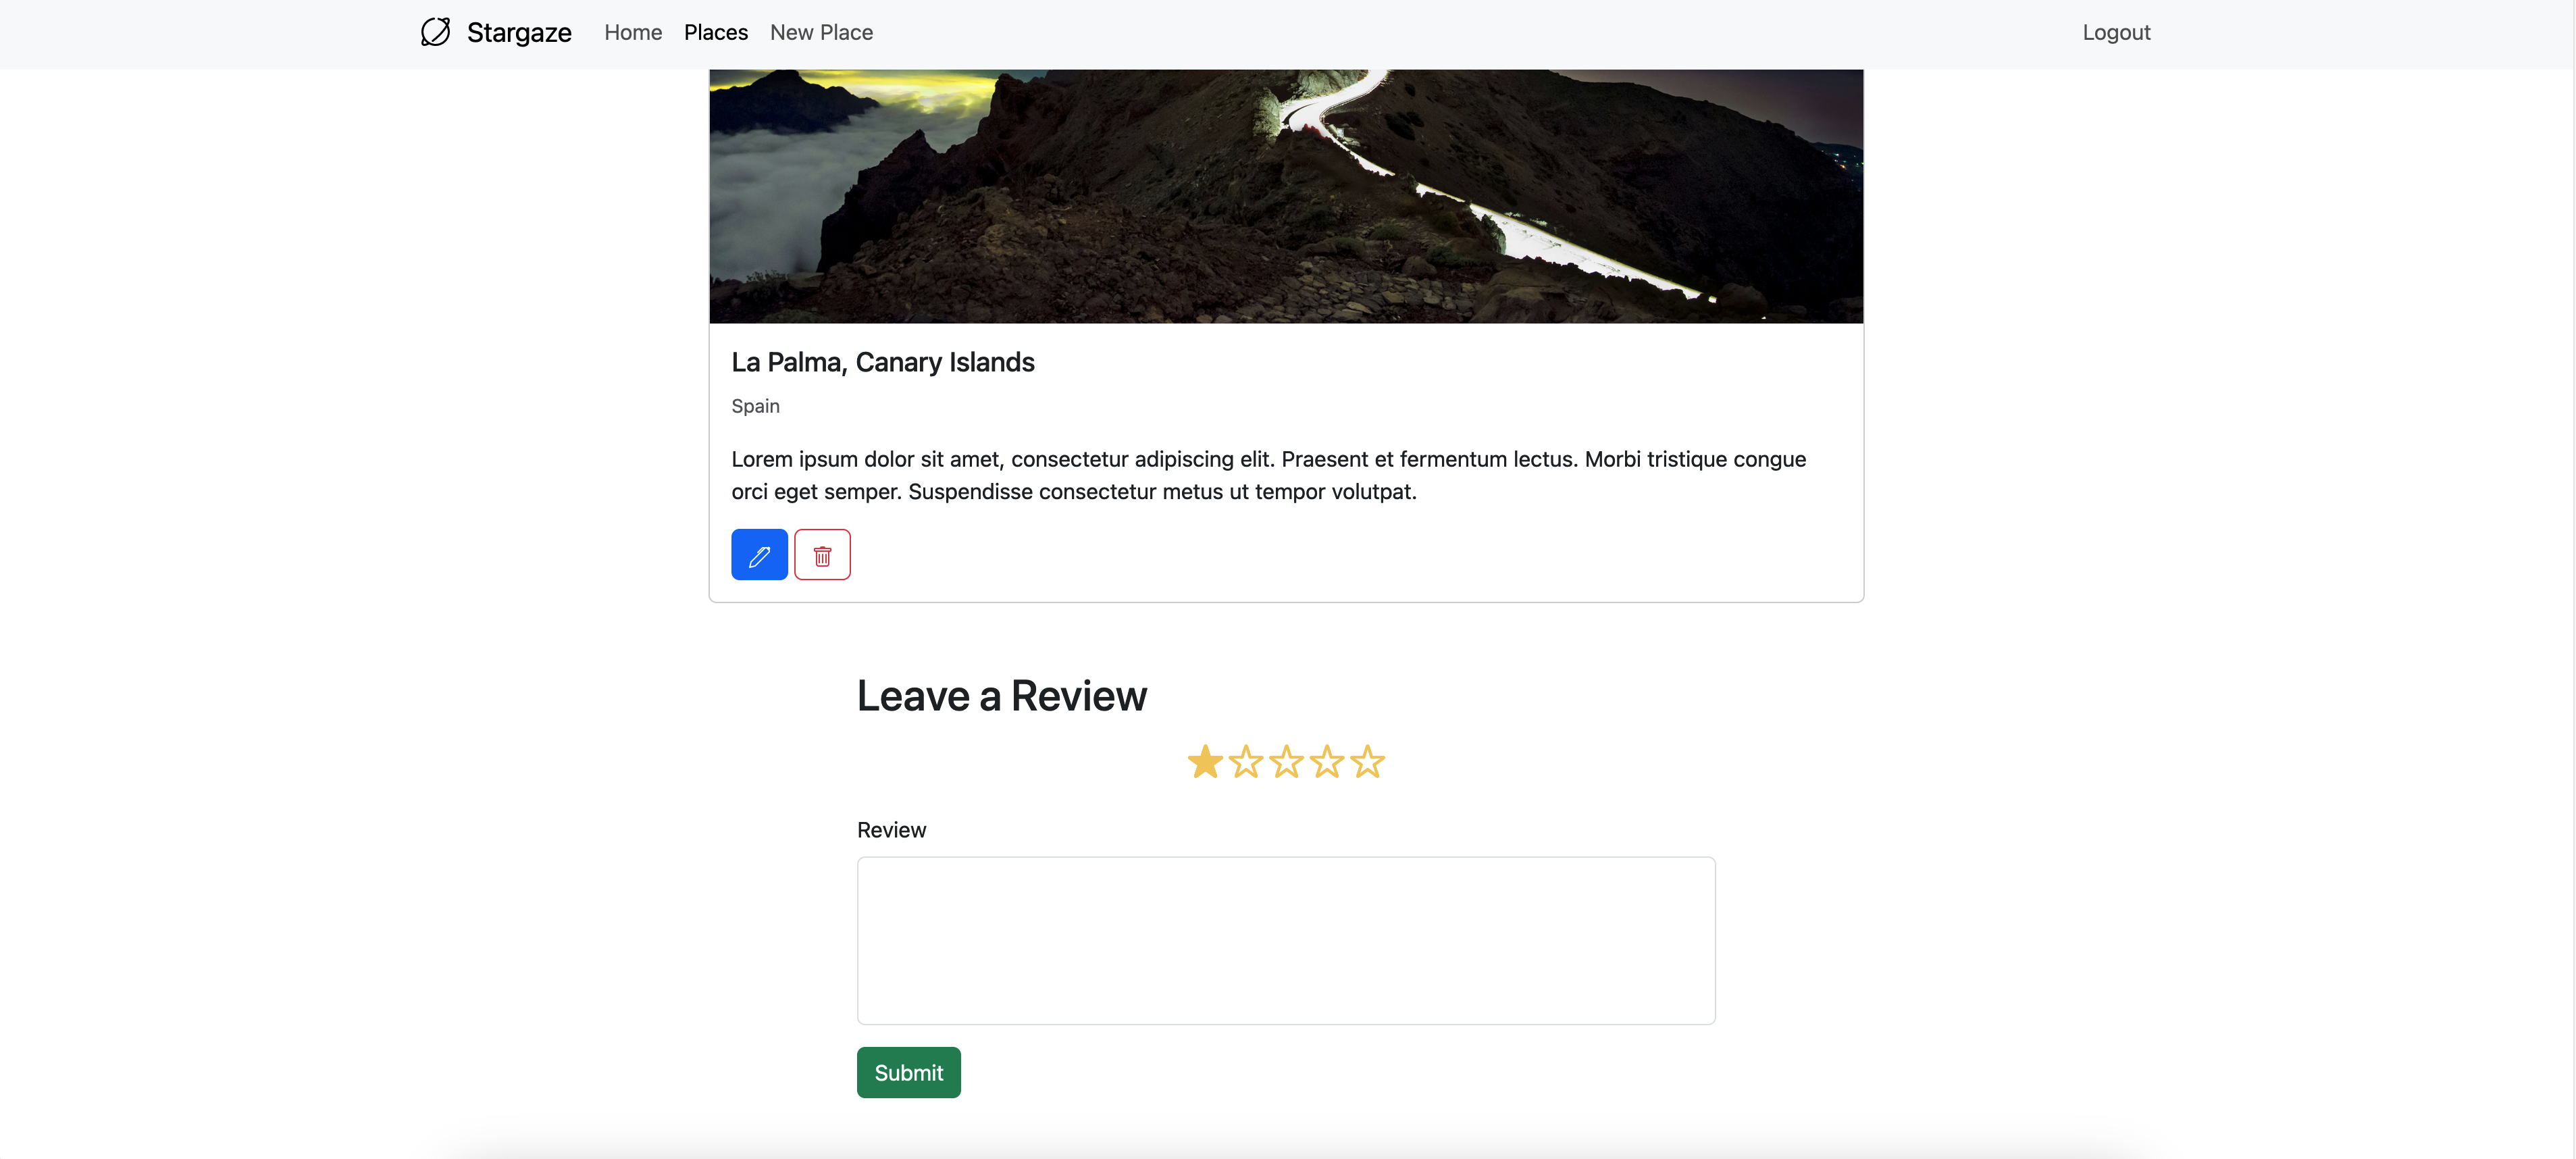 Stargaze Home Places New Place Logout
La Palma, Canary Islands
Spain
Lorem ipsum dolor sit amet, consectetur adipiscing elit. Praesent et fermentum lectus. Morbi tristique congue
orci eget semper. Suspendisse consectetur metus ut tempor volutpat.
Leave a Review
Review
Submit